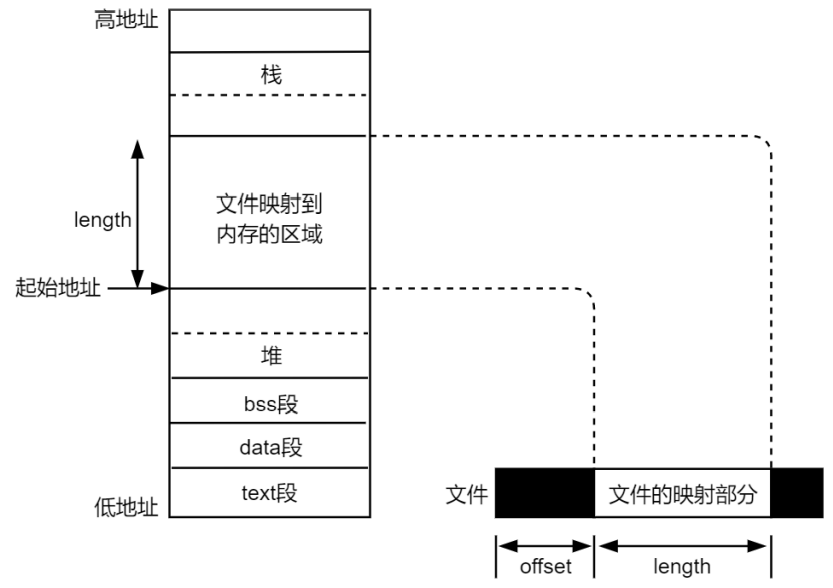 高地址
栈
length
文件映射到
内存的区域
起始地址
堆
bss段
data段
text段
低地址
文件
文件的映射部分
offset
length